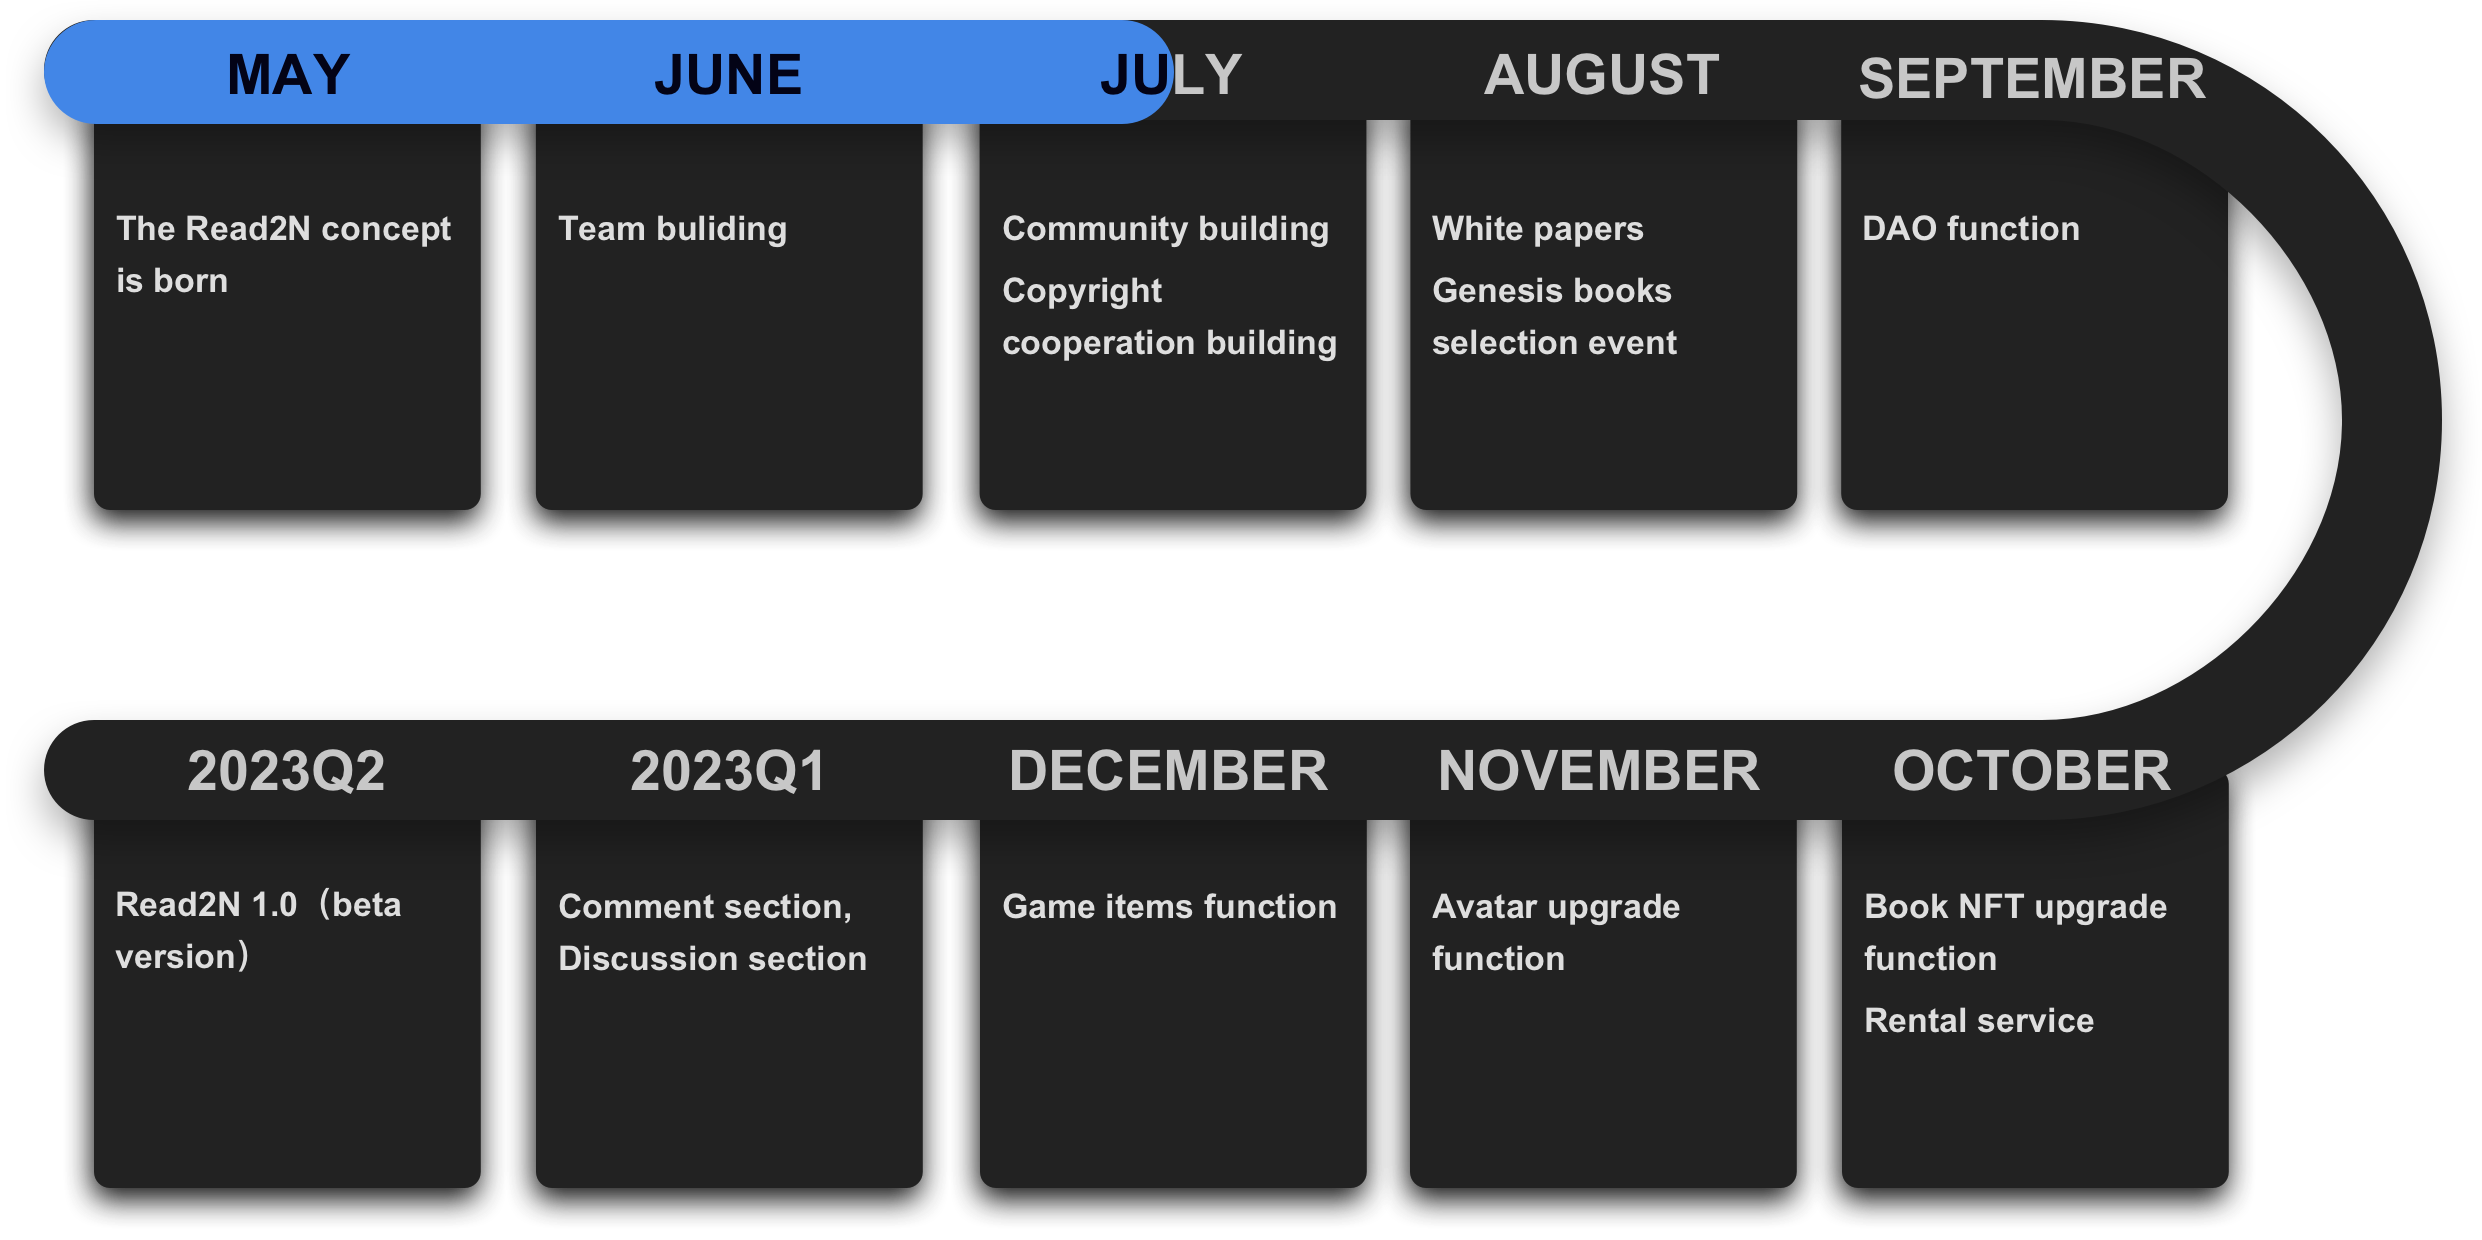 MAY
The Read2N concept
is born
JUNE
Team buliding
JULY
Community building
Copyright
cooperation building
AUGUST
White papers
Genesis books
selection event
SEPTEMBER
DAO function
OCTOBER
Book NFT upgrade
function
Rental service
NOVEMBER
Avatar upgrade
function
DECEMBER
Game items function
2023Q1
Comment section,
Discussion section
2023Q2
Read2N 1.0（beta
version）